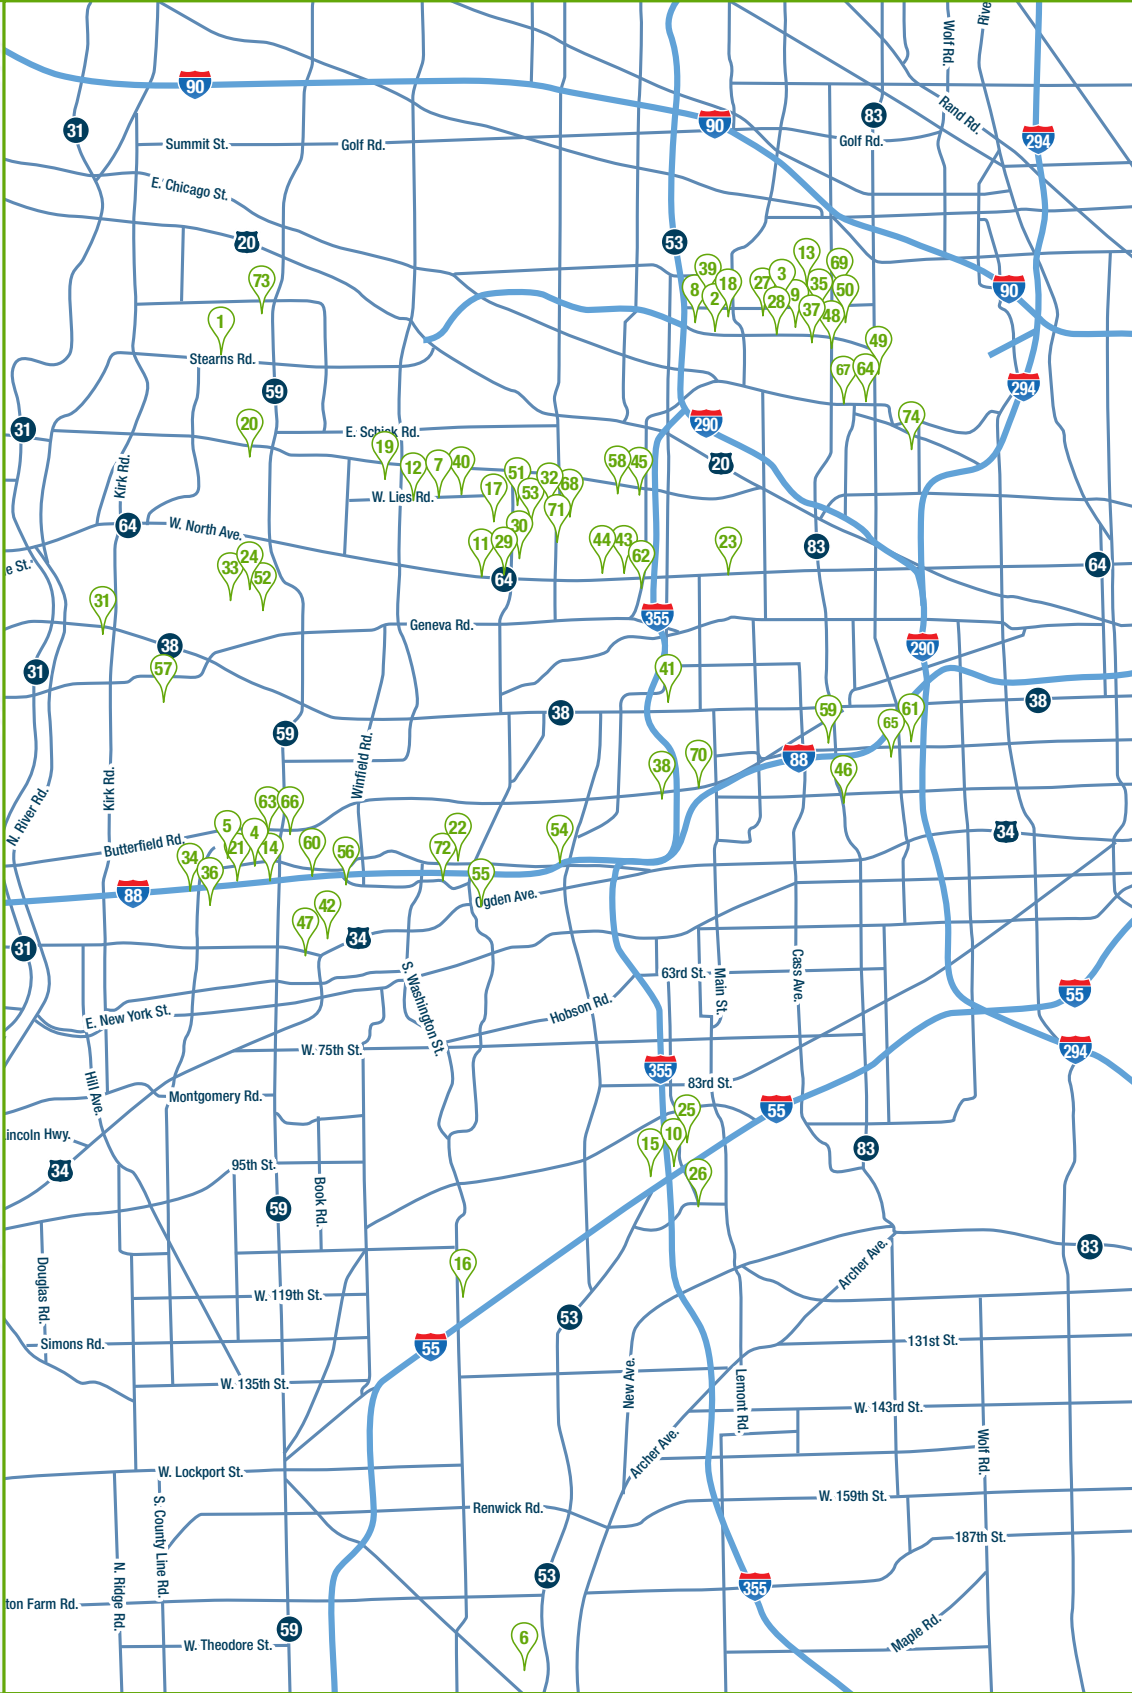 Wolf Rd.
Rive
90
31
90
83
Rand Rd.
294
Summit St.
Golf Rd.
Golf Rd.
E. Chicago St.
20
53
13
39
3
69
73
8
18
27
9
35
50
90
2
28
37
48
1
49
Stearns Rd.
67
64
59
294
31
20
290
74
E. Schick Rd.
19
20
Kirk Rd.
12
7
40
51
32
58
45
W. Lies Rd.
17
53
68
71
64
W. North Ave.
30
11
29
44
43
62
23
83
64
e St.
33
24
52
64
31
355
Geneva Rd.
38
290
31
57
41
38
59
61
38
59
65
Winfield Rd.
38
70
88
46
Kirk Rd.
N. River Rd.
63
66
5
4
22
54
34
Butterfield Rd.
21
14
60
56
72
34
36
55
88
Ogden Ave.
47
42
34
31
S. Washington St.
63rd St.
Main St.
Cass Ave.
55
Hobson Rd.
E. New York St.
W. 75th St.
294
355
83rd St.
Hill Ave.
Montgomery Rd.
55
25
incoln Hwy.
10
15
83
34
95th St.
26
Book Rd.
59
83
Archer Ave.
Douglas Rd.
16
W. 119th St.
53
Simons Rd.
55
131st St.
W. 135th St.
New Ave.
Lemont Rd.
W. 143rd St.
Archer Ave.
Wolf Rd.
W. Lockport St.
S. County Line Rd.
W. 159th St.
Renwick Rd.
187th St.
N. Ridge Rd.
53
355
ton Farm Rd.
59
Maple Rd.
6
W. Theodore St.